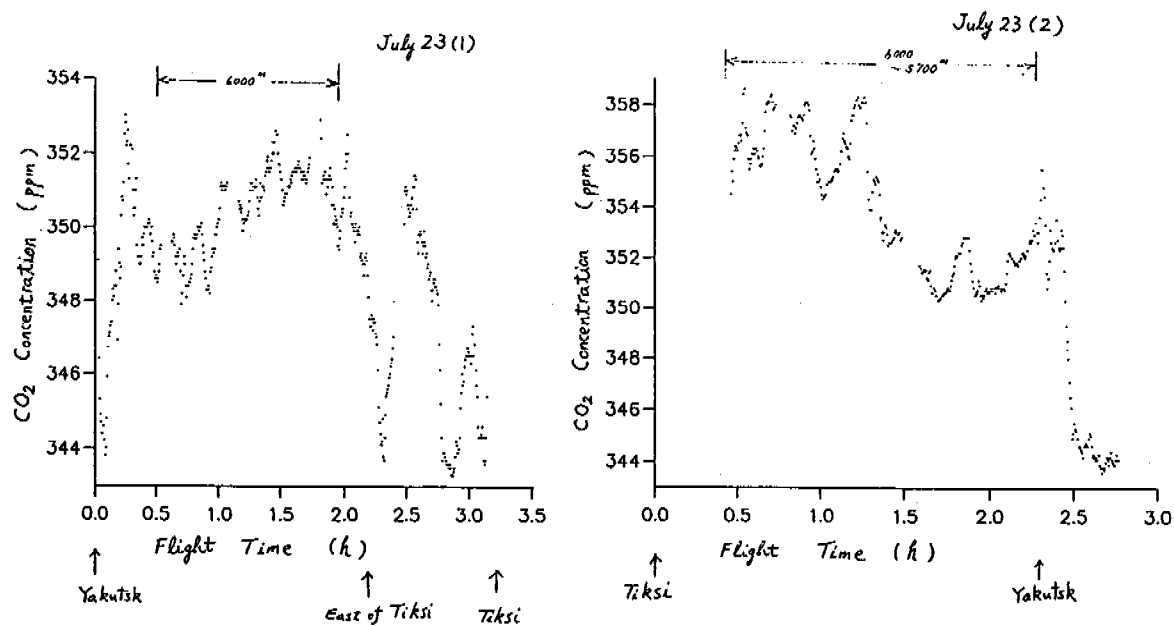 July 23 (1)
6000m
354
352
350
348
346
344
CO2 Concentration (ppm)
0.0 0.5 1.0 1.5 2.0 2.5 3.0 3.5
Flight Time (h)
Yakutsk
East of Tiksi
Tiksi
July 23 (2)
6000
~5700m
358
356
354
352
350
348
346
344
CO2 Concentration (ppm)
0.0 0.5 1.0 1.5 2.0 2.5 3.0
Flight Time (h)
Tiksi
Yakutsk